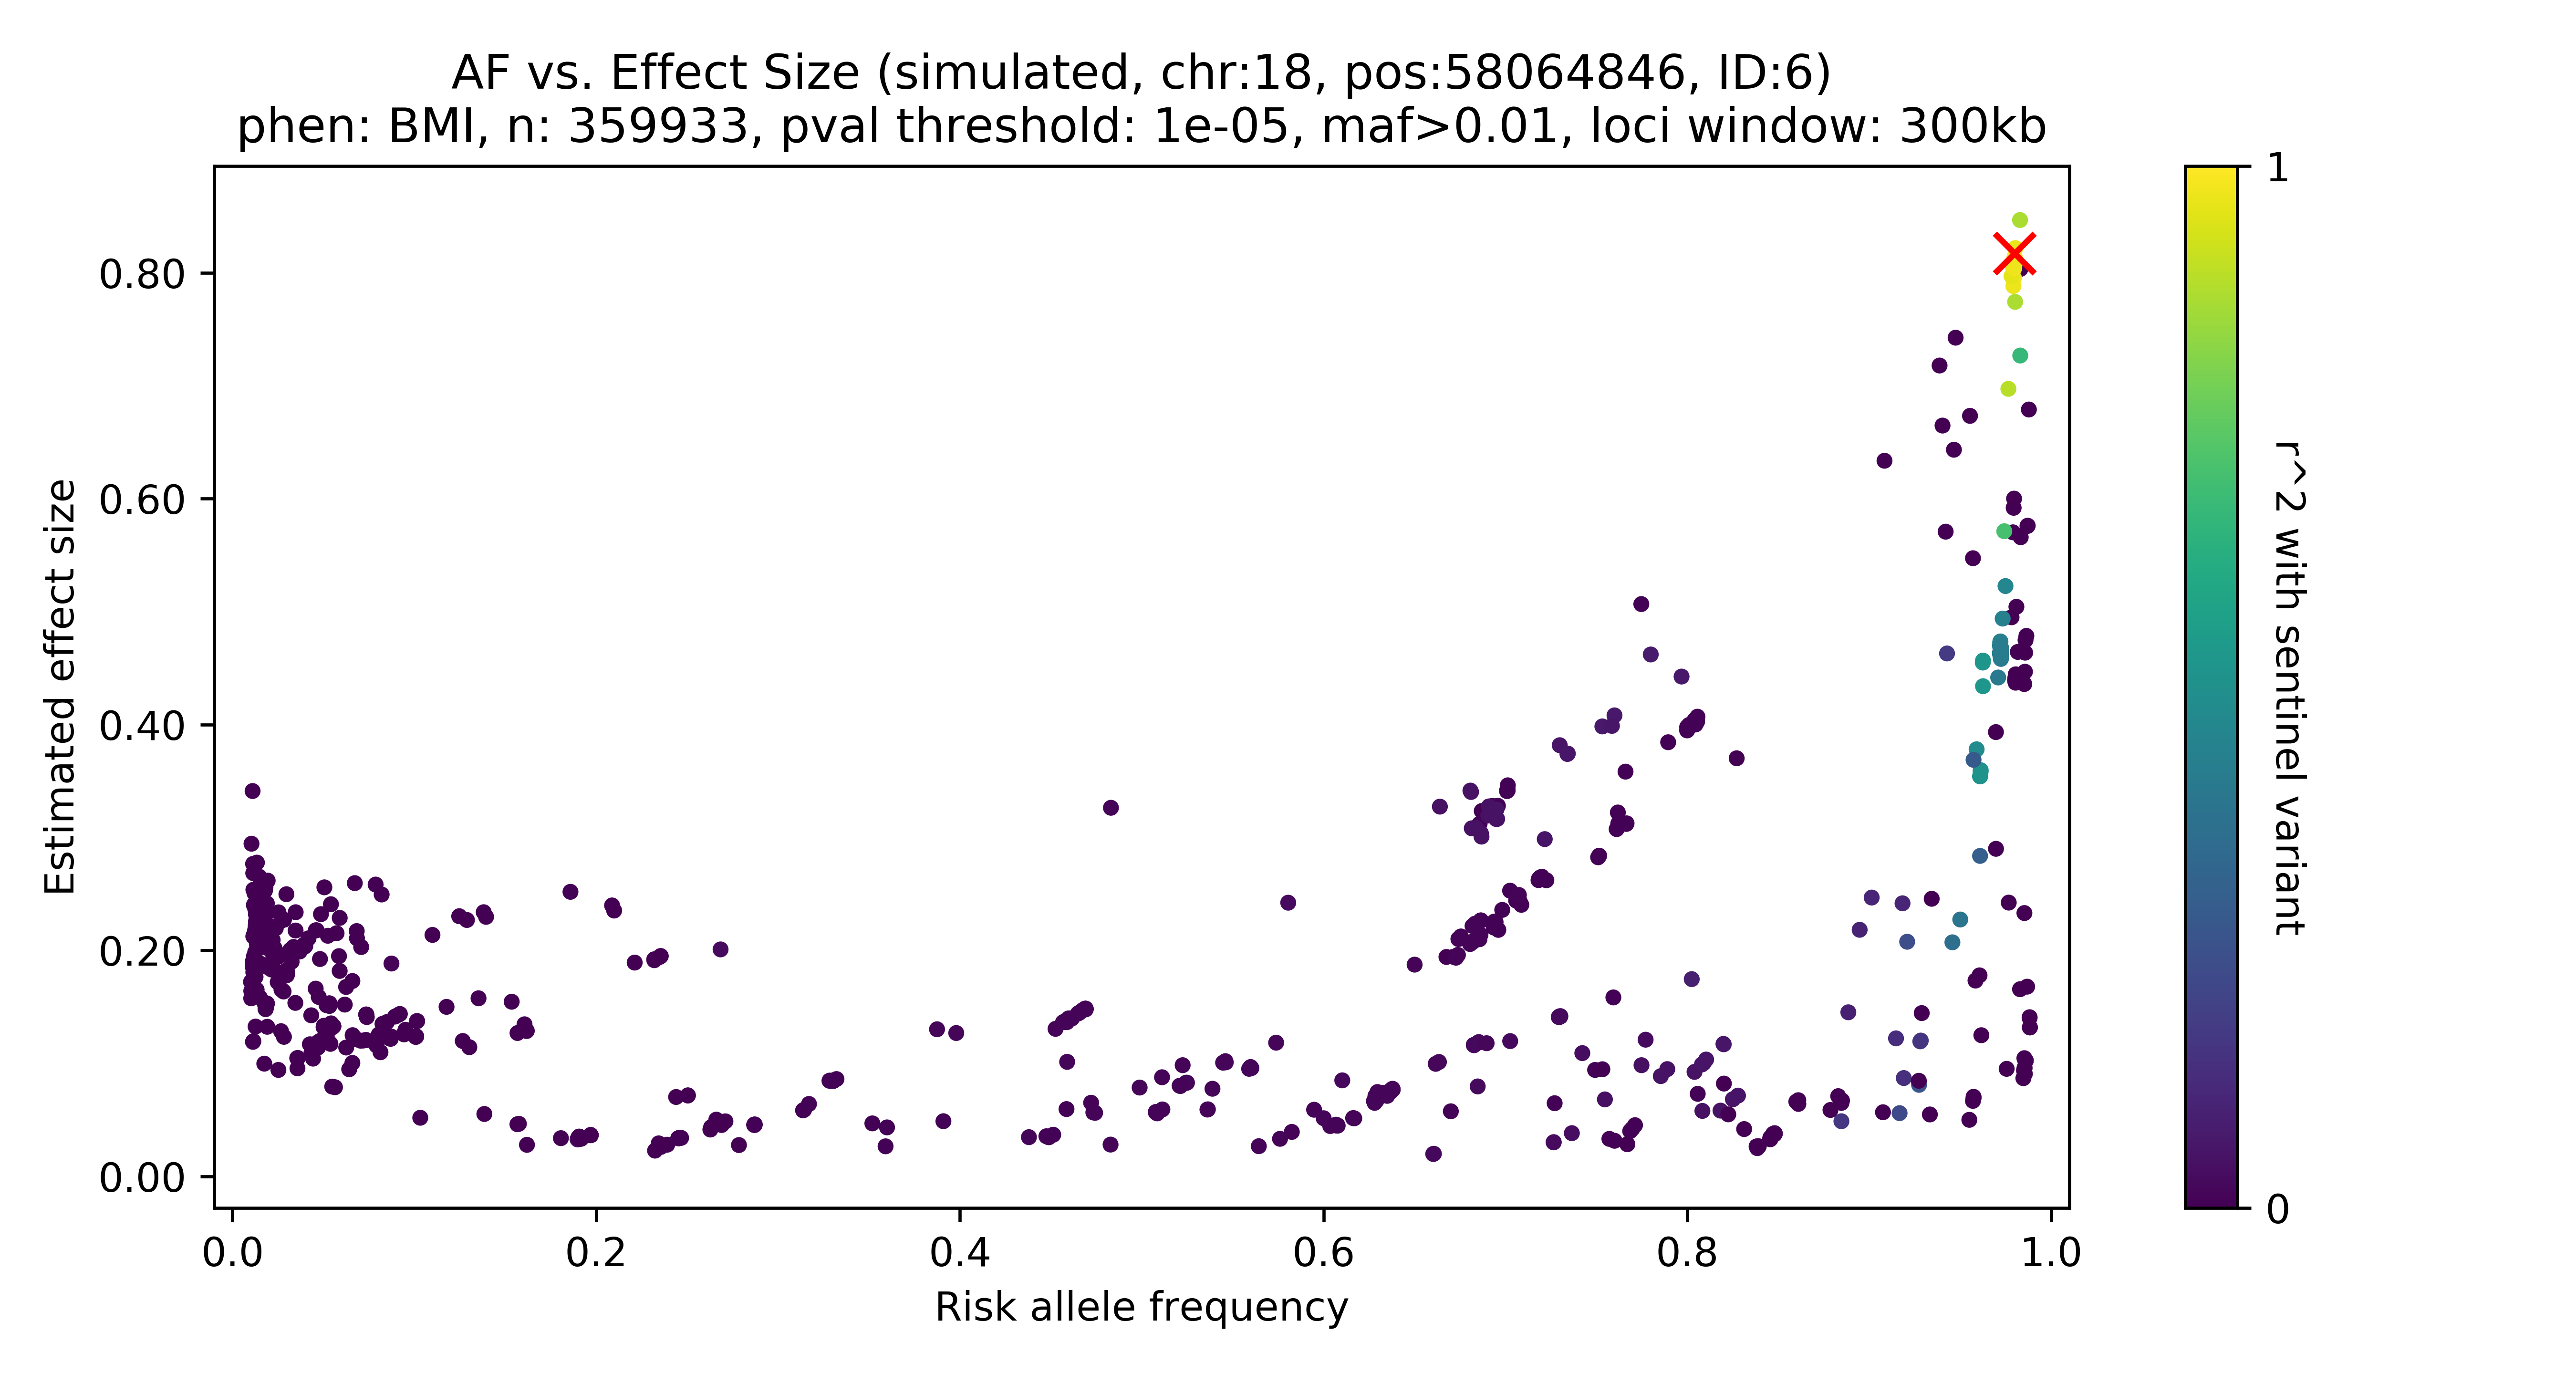 AF vs. Effect Size (simulated, chr:18, pos:58064846, ID:6)
phen: BMI, n: 359933, pval threshold: 1e-05, maf>0.01, loci window: 300kb
Estimated effect size
0.80
0.60
0.40
0.20
0.00
0.0
0.2
0.4
0.6
0.8
1.0
Risk allele frequency
1
0
r^2 with sentinel variant